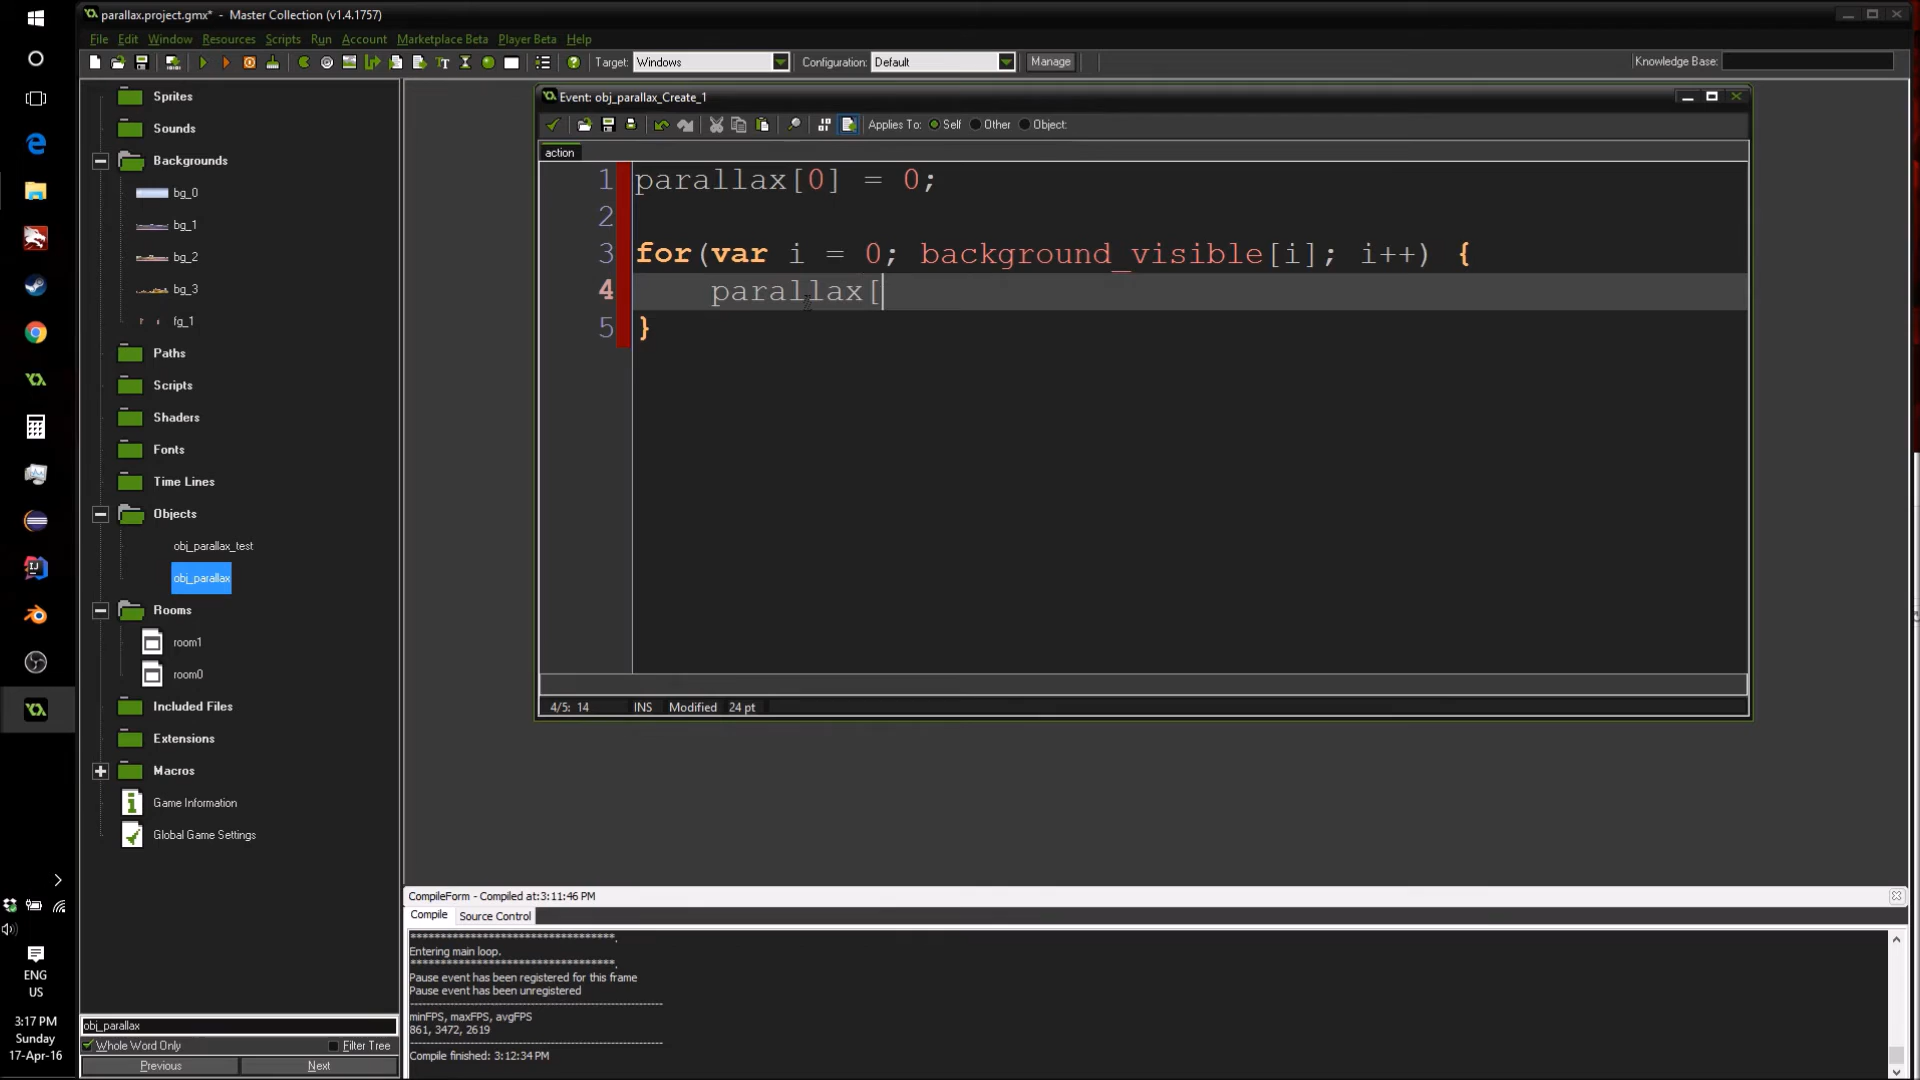 parallax.project.gmx* - Master Collection (v1.4.1757)
File Edit Window Resources Scripts Run Account Marketplace Beta Player Beta Help
Target: Windows Configuration: Default Manage Knowledge Base:
Sprites
Sounds
Backgrounds
bg_0
bg_1
bg_2
bg_3
fg_1
Paths
Scripts
Shaders
Fonts
Time Lines
Objects
obj_parallax_test
obj_parallax
Rooms
room1
room0
Included Files
Extensions
Macros
Game Information
Global Game Settings
obj_parallax
Whole Word Only Filter Tree
Previous Next
Event: obj_parallax_Create_1
Applies To: Self Other Object:
action
1 parallax[0] = 0;
2
3 for(var i = 0; background_visible[i]; i++) {
4 parallax[
5 }
4/5: 14 INS Modified 24 pt
CompileForm - Compiled at:3:11:46 PM
Compile Source Control
***********************************.
Entering main loop.
***********************************.
Pause event has been registered for this frame
Pause event has been unregistered
minFPS, maxFPS, avgFPS
861, 3472, 2619
Compile finished: 3:12:34 PM
ENG
US
3:17 PM
Sunday
17-Apr-16